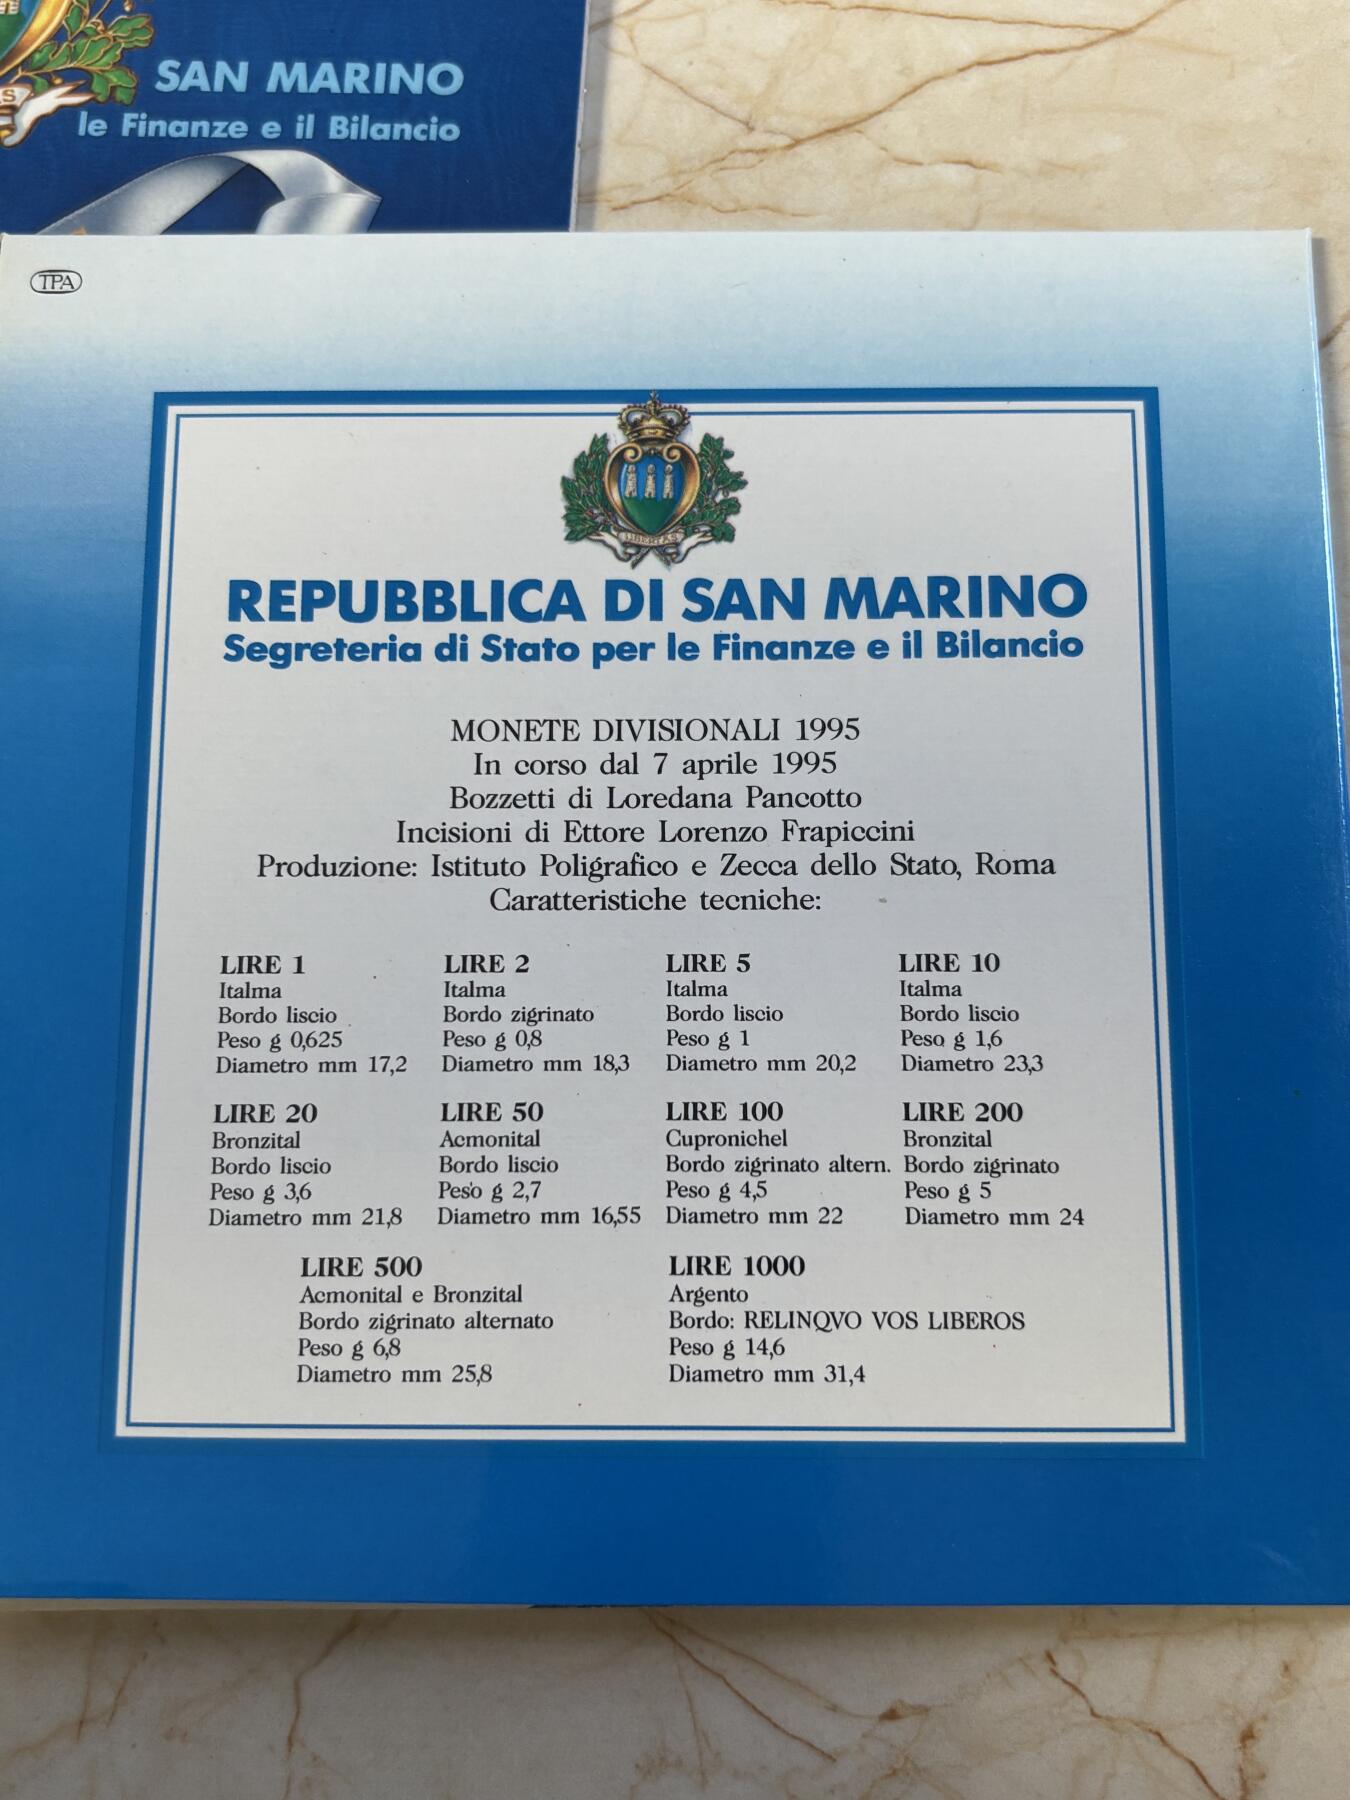 SAN MARINO
le Finanze e il Bilancio
TPA
LIBERTAS
REPUBBLICA DI SAN MARINO
Segreteria di Stato per le Finanze e il Bilancio
MONETE DIVISIONALI 1995
In corso dal 7 aprile 1995
Bozzetti di Loredana Pancotto
Incisioni di Ettore Lorenzo Frapiccini
Produzione: Istituto Poligrafico e Zecca dello Stato, Roma
Caratteristiche tecniche:
LIRE 1
Italma
Bordo liscio
Peso g 0,625
Diametro mm 17,2
LIRE 2
Italma
Bordo zigrinato
Peso g 0,8
Diametro mm 18,3
LIRE 5
Italma
Bordo liscio
Peso g 1
Diametro mm 20,2
LIRE 10
Italma
Bordo liscio
Peso g 1,6
Diametro 23,3
LIRE 20
Bronzital
Bordo liscio
Peso g 3,6
Diametro mm 21,8
LIRE 50
Acmonital
Bordo liscio
Peso g 2,7
Diametro mm 16,55
LIRE 100
Cupronichel
Bordo zigrinato altern.
Peso g 4,5
Diametro mm 22
LIRE 200
Bronzital
Bordo zigrinato
Peso g 5
Diametro mm 24
LIRE 500
Acmonital e Bronzital
Bordo zigrinato alternato
Peso g 6,8
Diametro mm 25,8
LIRE 1000
Argento
Bordo: RELINQVO VOS LIBEROS
Peso g 14,6
Diametro mm 31,4